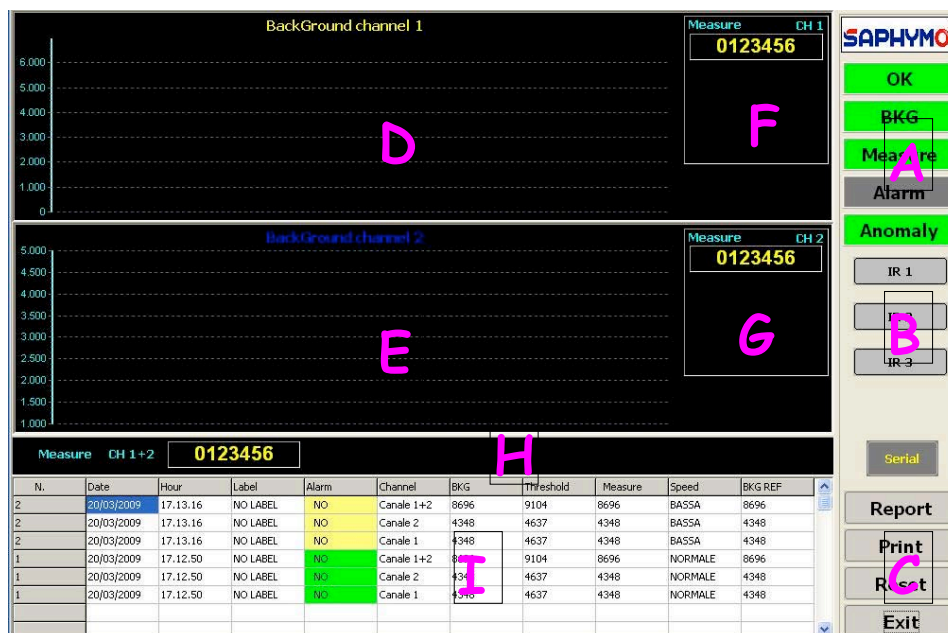 BackGround channel 1
Measure CH 1
0123456
6.000
5.000
4.000
3.000
2.000
1.000
0
D
F
BackGround channel 2
Measure CH 2
0123456
5.000
4.500
4.000
3.500
3.000
2.500
2.000
1.500
1.000
E
G
Measure CH 1+2 0123456
H
N. Date Hour Label Alarm Channel BKG Threshold Measure Speed BKG REF
2 20/03/2009 17.13.16 NO LABEL NO Canale 1+2 8696 9104 8696 BASSA 8696
2 20/03/2009 17.13.16 NO LABEL NO Canale 2 4348 4637 4348 BASSA 4348
2 20/03/2009 17.13.16 NO LABEL NO Canale 1 4348 4637 4348 BASSA 4348
1 20/03/2009 17.12.50 NO LABEL NO Canale 1+2 8696 9104 8696 NORMALE 8696
1 20/03/2009 17.12.50 NO LABEL NO Canale 2 4348 4637 4348 NORMALE 4348
1 20/03/2009 17.12.50 NO LABEL NO Canale 1 4348 4637 4348 NORMALE 4348
I
SAPHYMO
OK
BKG
Measure
A
Alarm
Anomaly
IR 1
IR 2
B
IR 3
Serial
Report
Print
C
Reset
Exit